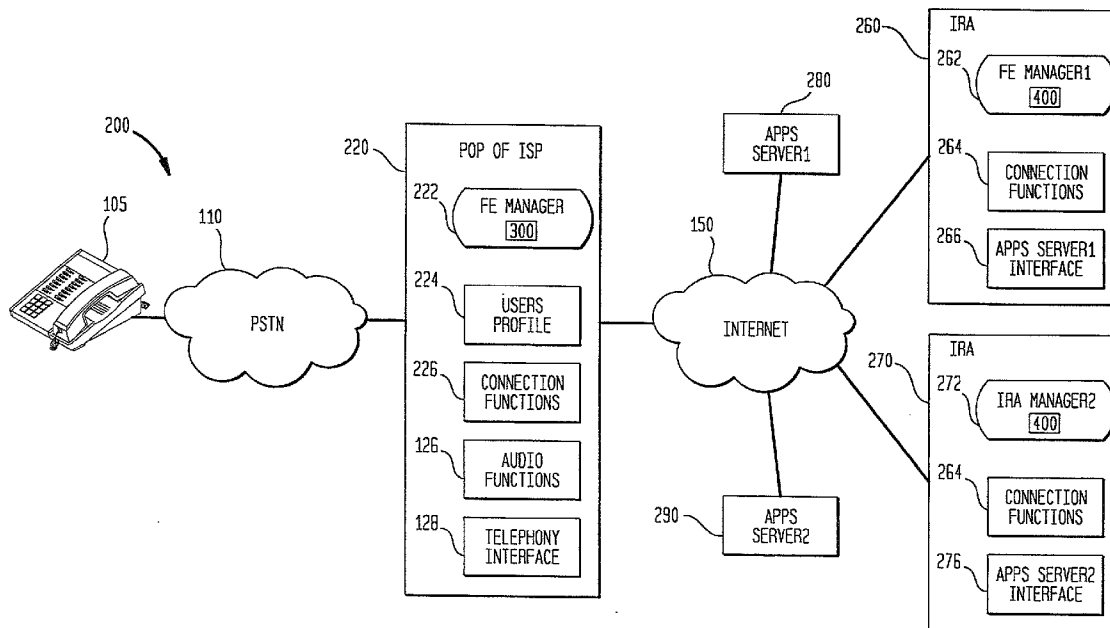 200
105
110
PSTN
220
POP OF ISP
222
FE MANAGER
300
224
USERS
PROFILE
226
CONNECTION
FUNCTIONS
126
AUDIO
FUNCTIONS
128
TELEPHONY
INTERFACE
280
APPS
SERVER1
150
INTERNET
290
APPS
SERVER2
260
IRA
262
FE MANAGER1
400
264
CONNECTION
FUNCTIONS
266
APPS SERVER1
INTERFACE
270
IRA
272
IRA MANAGER2
400
264
CONNECTION
FUNCTIONS
276
APPS SERVER2
INTERFACE